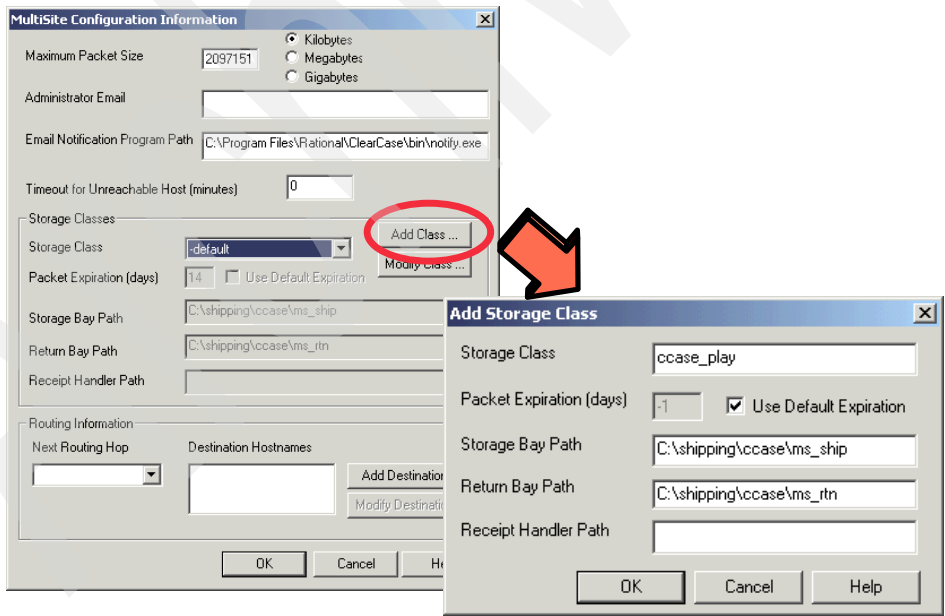 MultiSite Configuration Information
Maximum Packet Size
2097151
Kilobytes
Megabytes
Gigabytes
Administrator Email
Email Notification Program Path
C:\Program Files\Rational\ClearCase\bin\notify.exe
Timeout for Unreachable Host (minutes)
0
Storage Classes
Storage Class
-default
Add Class ...
Packet Expiration (days)
14
Use Default Expiration
Modify Class ...
Storage Bay Path
C:\shipping\ccase\ms_ship
Return Bay Path
C:\shipping\ccase\ms_rtn
Receipt Handler Path
Routing Information
Next Routing Hop
Destination Hostnames
Add Destination
Modify Destinati
OK
Cancel
He
Add Storage Class
Storage Class
ccase_play
Packet Expiration (days)
-1
Use Default Expiration
Storage Bay Path
C:\shipping\ccase\ms_ship
Return Bay Path
C:\shipping\ccase\ms_rtn
Receipt Handler Path
OK
Cancel
Help